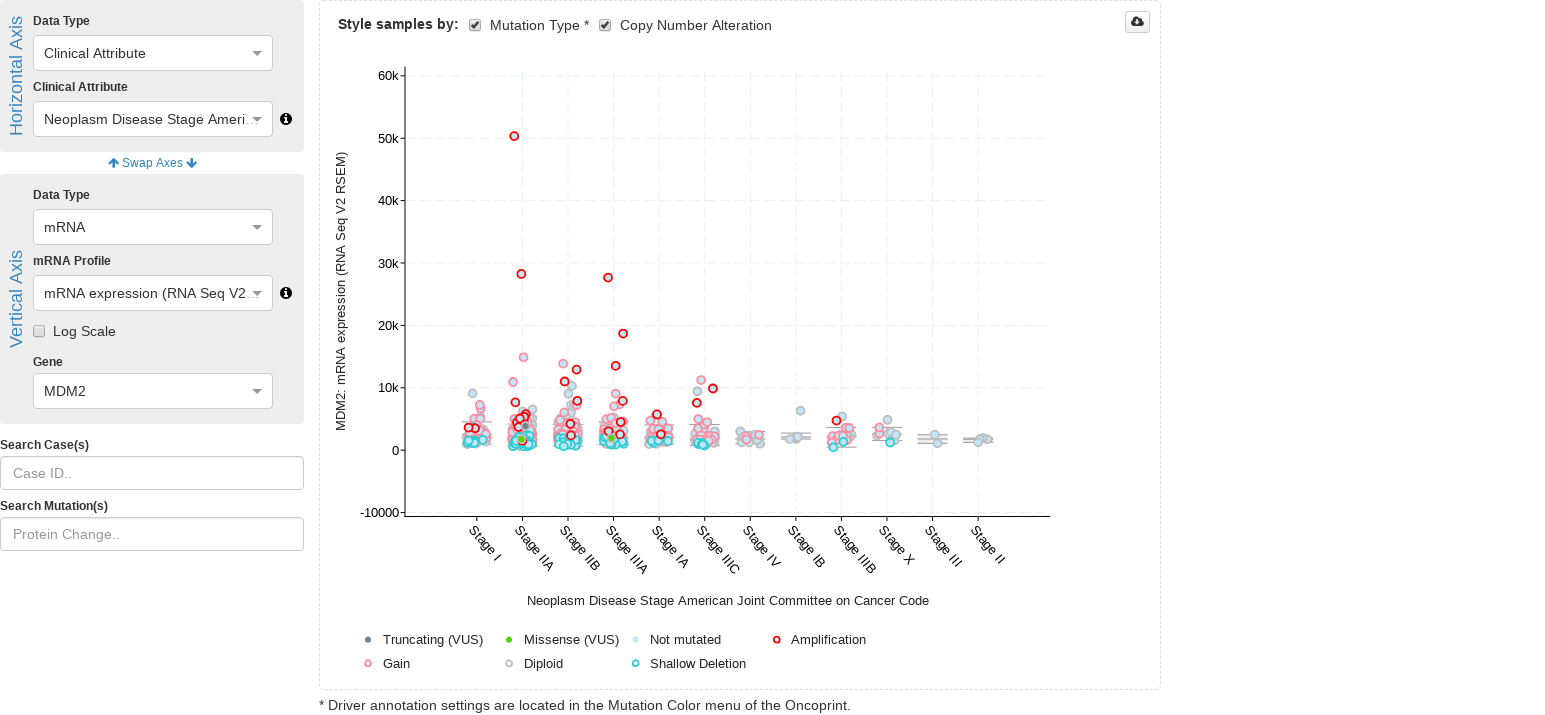 Horizontal Axis
Data Type
Clinical Attribute
Clinical Attribute
Neoplasm Disease Stage Ameri...
Swap Axes
Vertical Axis
Data Type
mRNA
mRNA Profile
mRNA expression (RNA Seq V2...
Log Scale
Gene
MDM2
Search Case(s)
Case ID..
Search Mutation(s)
Protein Change..
Style samples by: Mutation Type * Copy Number Alteration
MDM2: mRNA expression (RNA Seq V2 RSEM)
60k
50k
40k
30k
20k
10k
0
-10000
Stage I
Stage IIA
Stage IIB
Stage IIIA
Stage IA
Stage IIIC
Stage IV
Stage IB
Stage IIIB
Stage X
Stage III
Stage II
Neoplasm Disease Stage American Joint Committee on Cancer Code
Truncating (VUS) Missense (VUS) Not mutated Amplification
Gain Diploid Shallow Deletion
* Driver annotation settings are located in the Mutation Color menu of the Oncoprint.